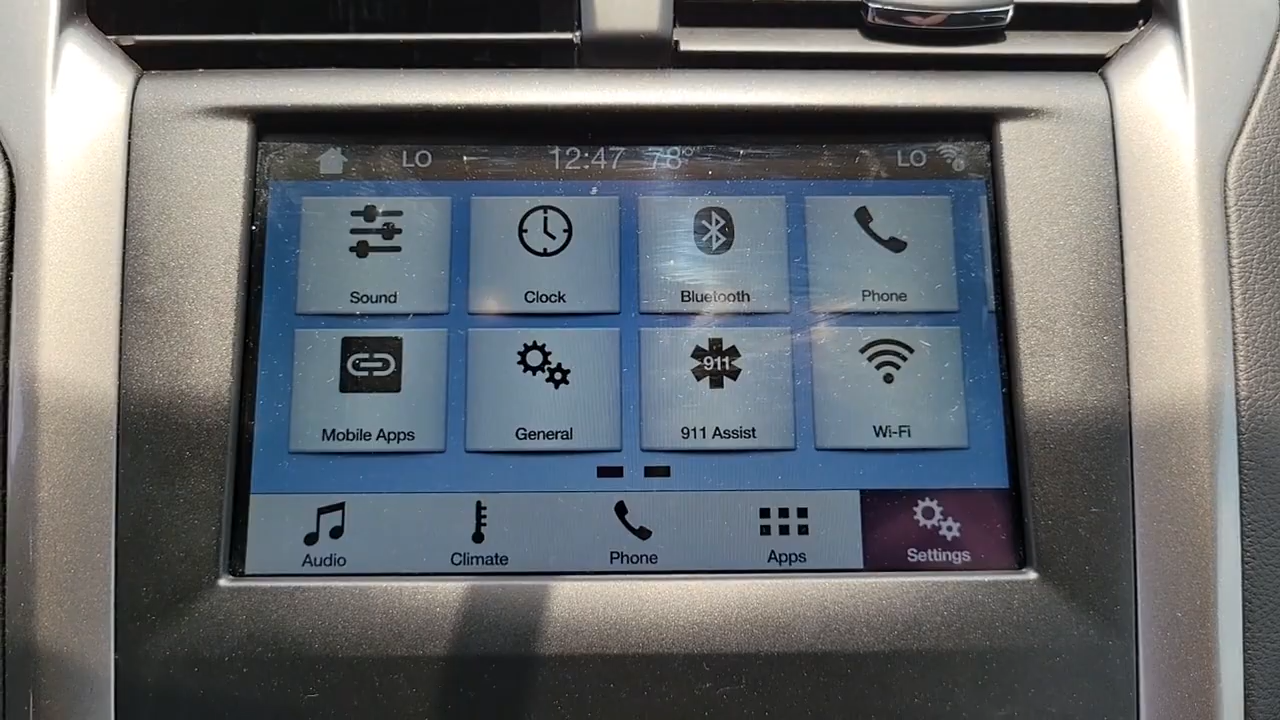 LO 12:47 78° LO
Sound Clock Bluetooth Phone
911
Mobile Apps General 911 Assist Wi-Fi
Audio Climate Phone Apps Settings